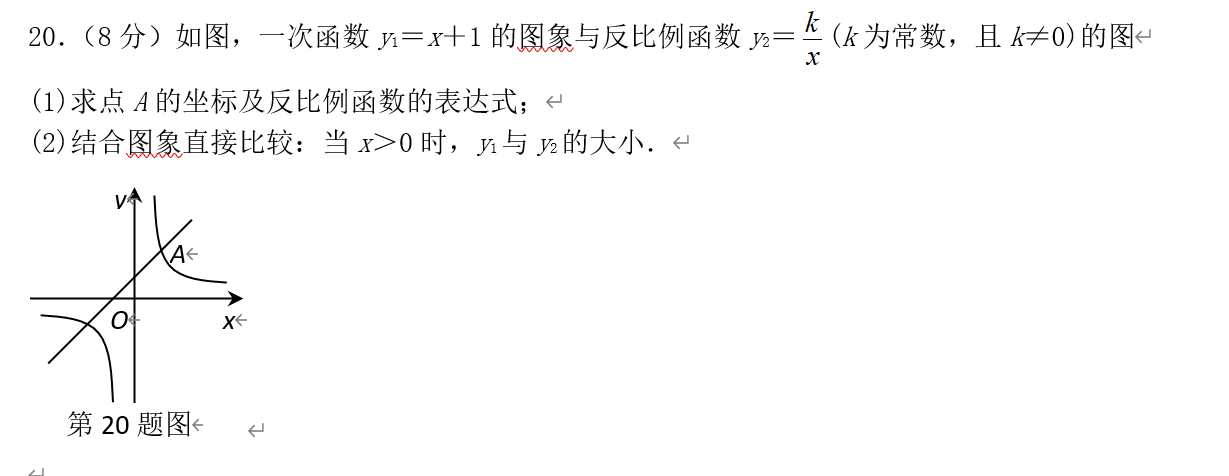 20.（8分）如图，一次函数 y₁＝x＋1 的图象与反比例函数 y₂＝k/x (k 为常数，且 k≠0)的图
(1)求点 A 的坐标及反比例函数的表达式；
(2)结合图象直接比较：当 x＞0 时，y₁与 y₂的大小．
y
A
O
x
第 20 题图